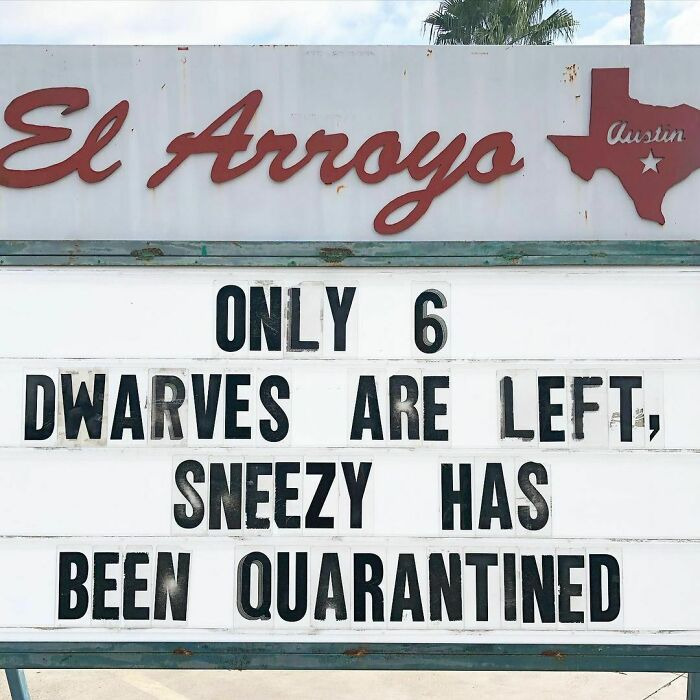 El Arroyo
Austin
ONLY 6
DWARVES ARE LEFT,
SNEEZY HAS
BEEN QUARANTINED